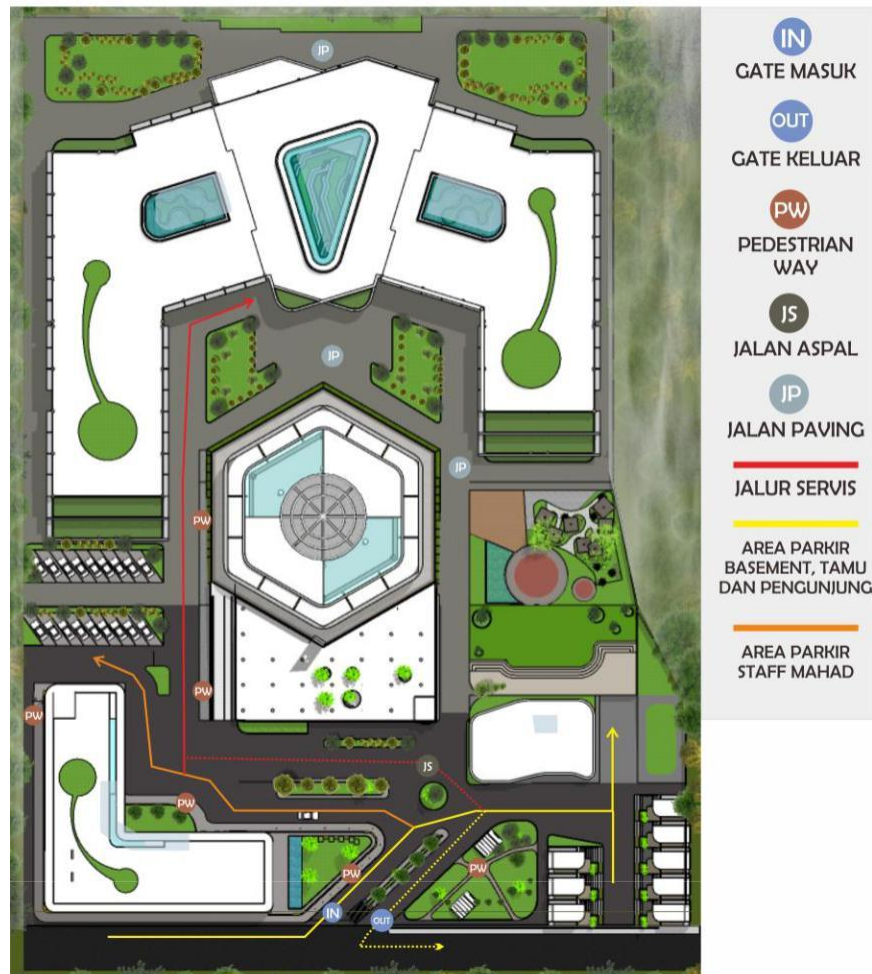 JP
JP
JP
PW
PW
PW
PW
JS
PW
PW
IN
OUT
IN
GATE MASUK
OUT
GATE KELUAR
PW
PEDESTRIAN
WAY
JS
JALAN ASPAL
JP
JALAN PAVING
JALUR SERVIS
AREA PARKIR
BASEMENT, TAMU
DAN PENGUNJUNG
AREA PARKIR
STAFF MAHAD